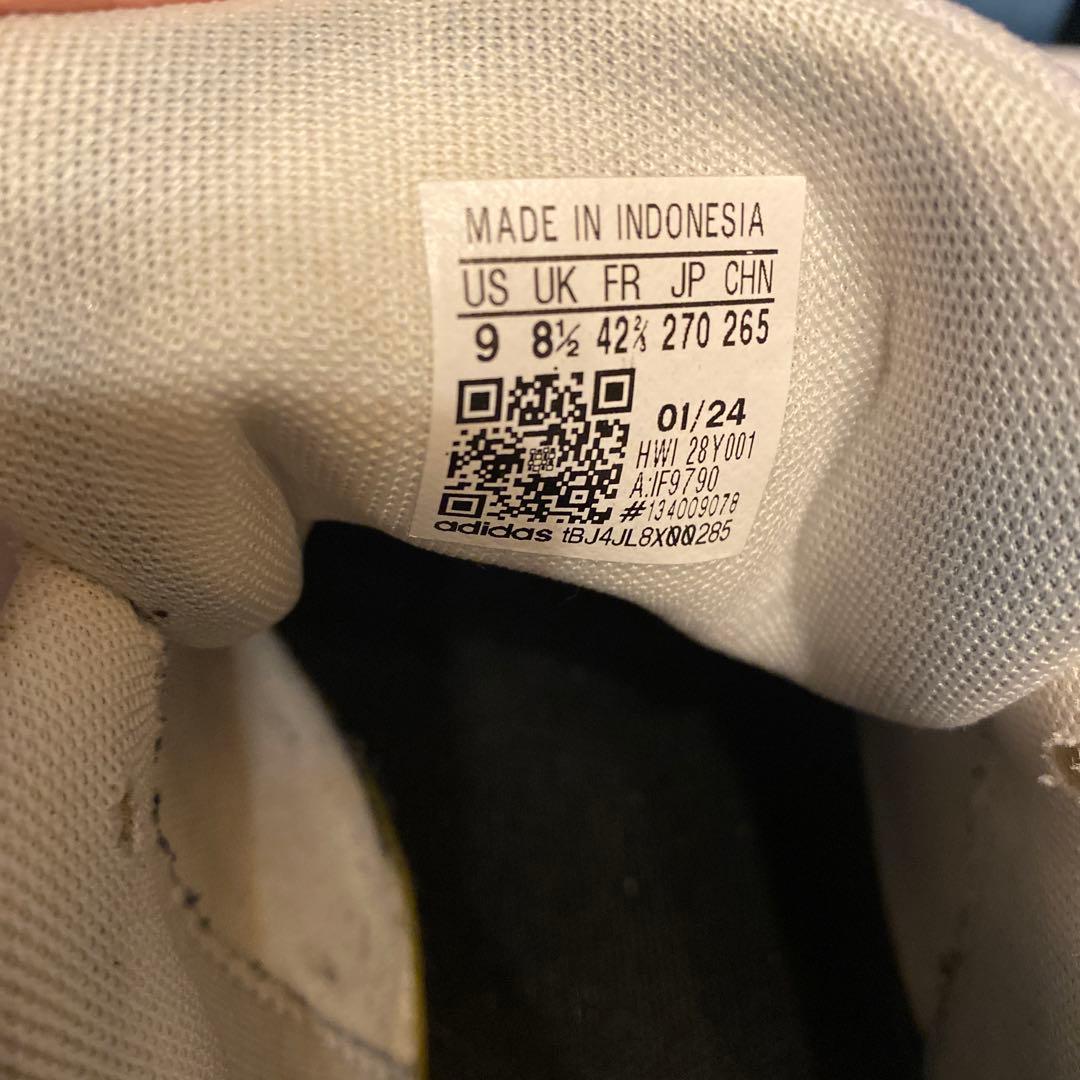 MADE IN INDONESIA
US UK FR JP CHN
9 8½ 42⅔ 270 265
01/24
HWI 28Y001
A:IF9790
#134009078
adidas tBJ4JL8X00285